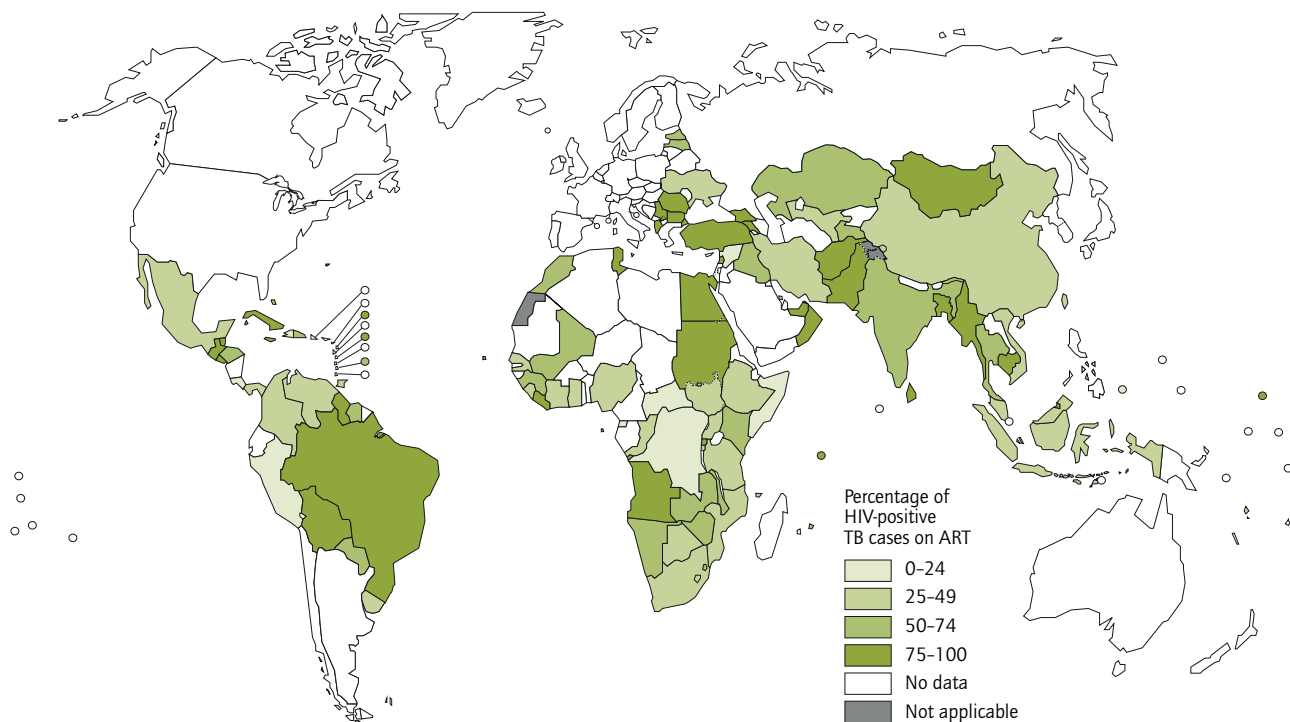 Percentage of
HIV-positive
TB cases on ART
0–24
25–49
50–74
75–100
No data
Not applicable